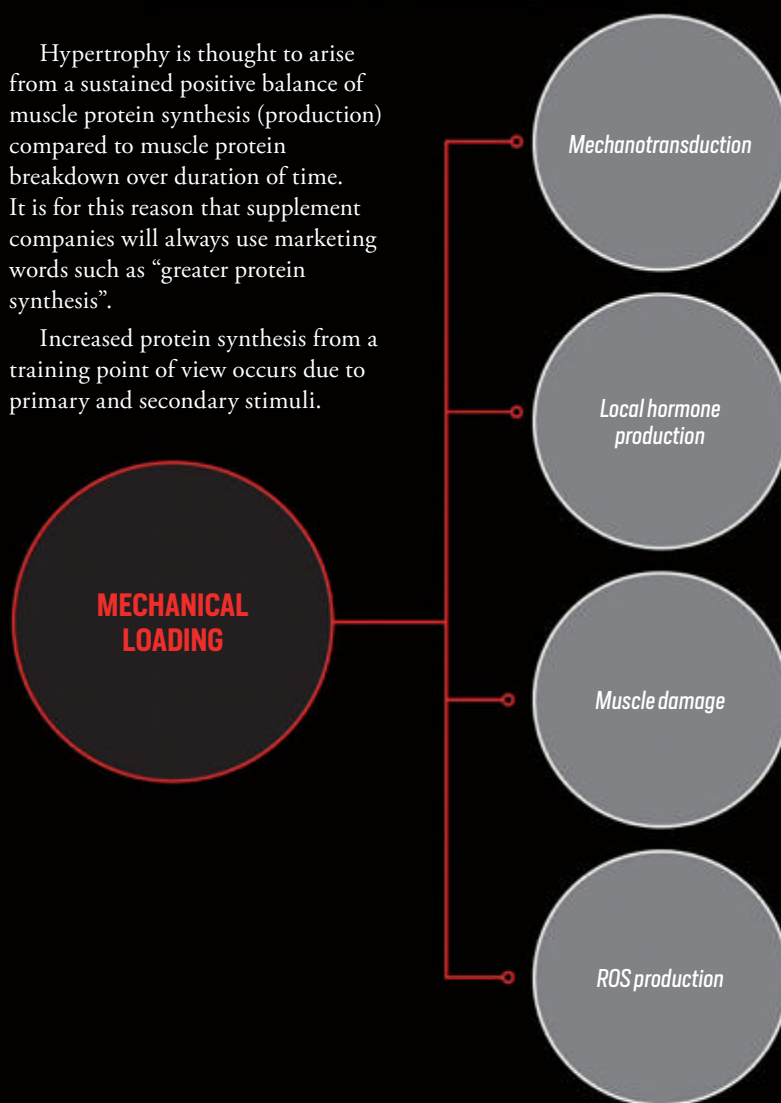 Hypertrophy is thought to arise
from a sustained positive balance of
muscle protein synthesis (production)
compared to muscle protein
breakdown over duration of time.
It is for this reason that supplement
companies will always use marketing
words such as “greater protein
synthesis”.
Increased protein synthesis from a
training point of view occurs due to
primary and secondary stimuli.
MECHANICAL
LOADING
Mechanotransduction
Local hormone
production
Muscle damage
ROS production